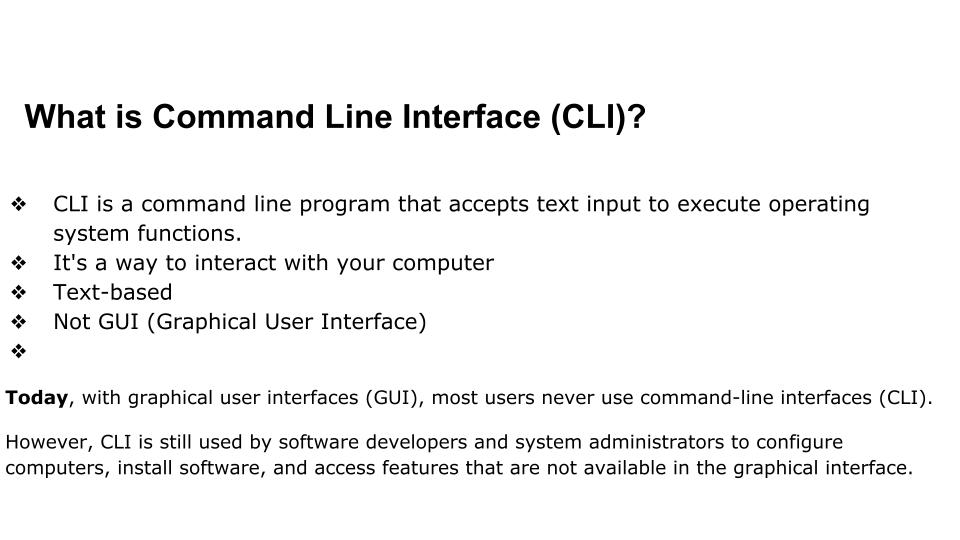 What is Command Line Interface (CLI)?
❖ CLI is a command line program that accepts text input to execute operating
system functions.
❖ It's a way to interact with your computer
❖ Text-based
❖ Not GUI (Graphical User Interface)
❖
Today, with graphical user interfaces (GUI), most users never use command-line interfaces (CLI).
However, CLI is still used by software developers and system administrators to configure
computers, install software, and access features that are not available in the graphical interface.